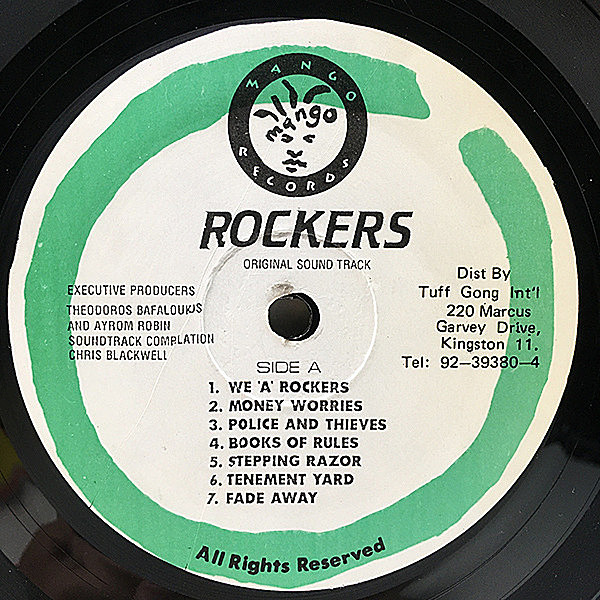 MANGO
mango
RECORDS
ROCKERS
ORIGINAL SOUND TRACK
EXECUTIVE PRODUCERS
THEODOROS BAFALOUKJS
AND AYROM ROBIN
SOUNDTRACK COMPLATION
CHRIS BLACKWELL
Dist By
Tuff Gong Int'l
220 Marcus
Garvey Drive,
Kingston 11.
Tel: 92-39380-4
SIDE A
1. WE 'A' ROCKERS
2. MONEY WORRIES
3. POLICE AND THIEVES
4. BOOKS OF RULES
5. STEPPING RAZOR
6. TENEMENT YARD
7. FADE AWAY
All Rights Reserved